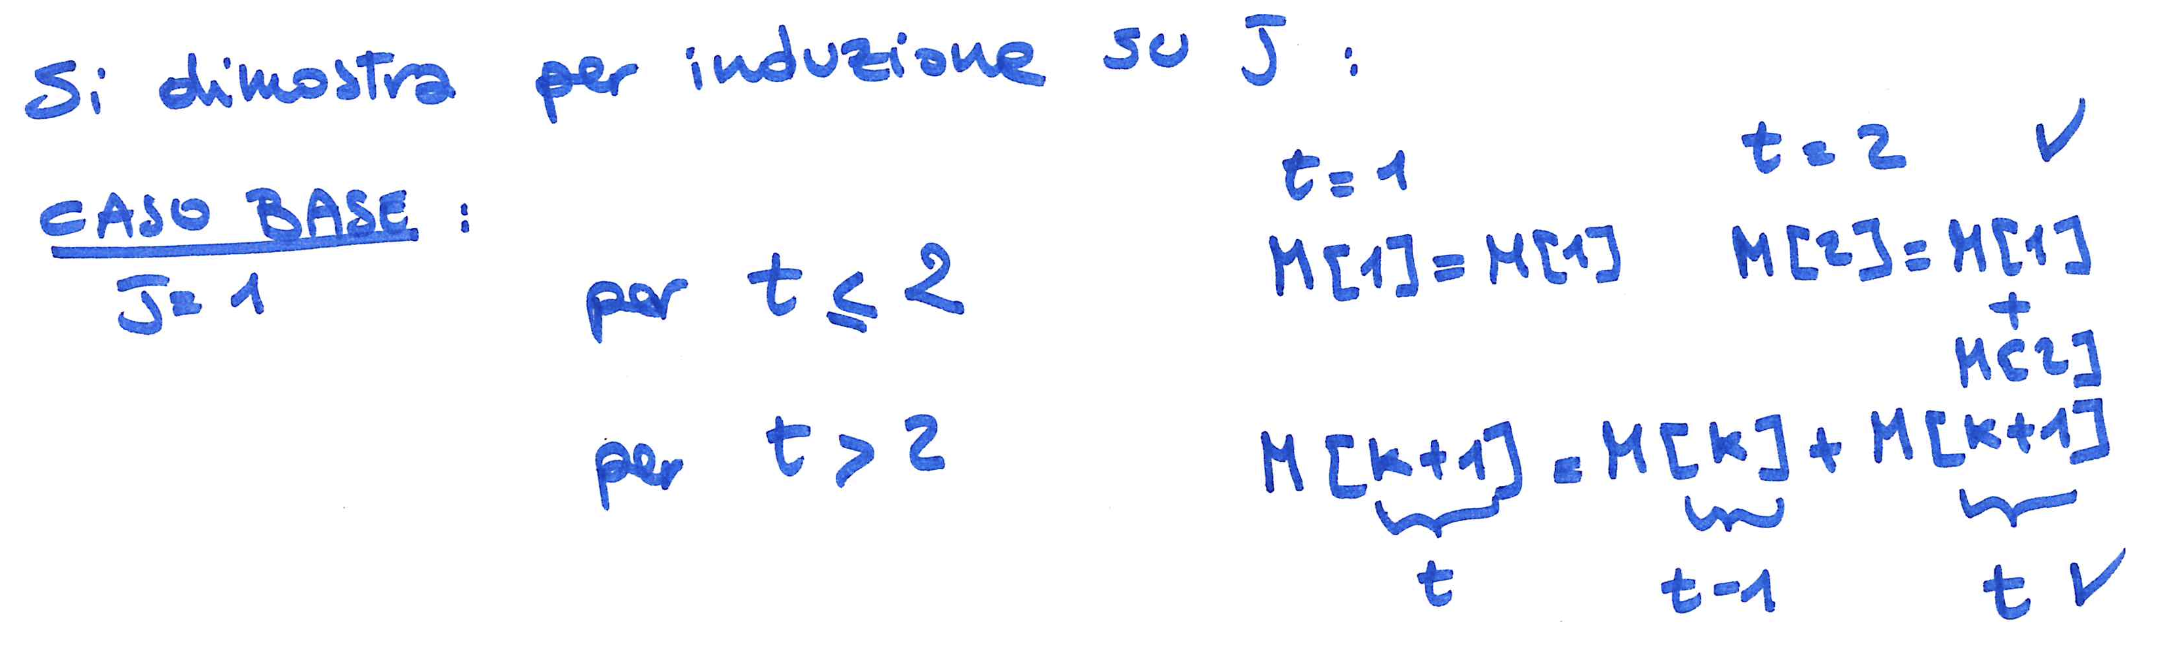 Si dimostra per induzione su J :
t=1 t=2 ✓
CASO BASE :
M[1]=M[1] M[2]=M[1]
J=1 per t ≤ 2 +
M[2]
per t > 2 M[k+1]=M[k]+M[k+1]
t t-1 t ✓